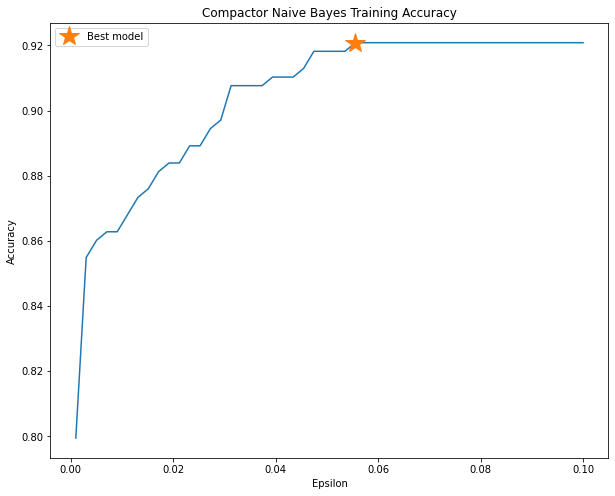 Compactor Naive Bayes Training Accuracy
Best model
0.92
0.90
0.88
0.86
0.84
0.82
0.80
Accuracy
0.00 0.02 0.04 0.06 0.08 0.10
Epsilon